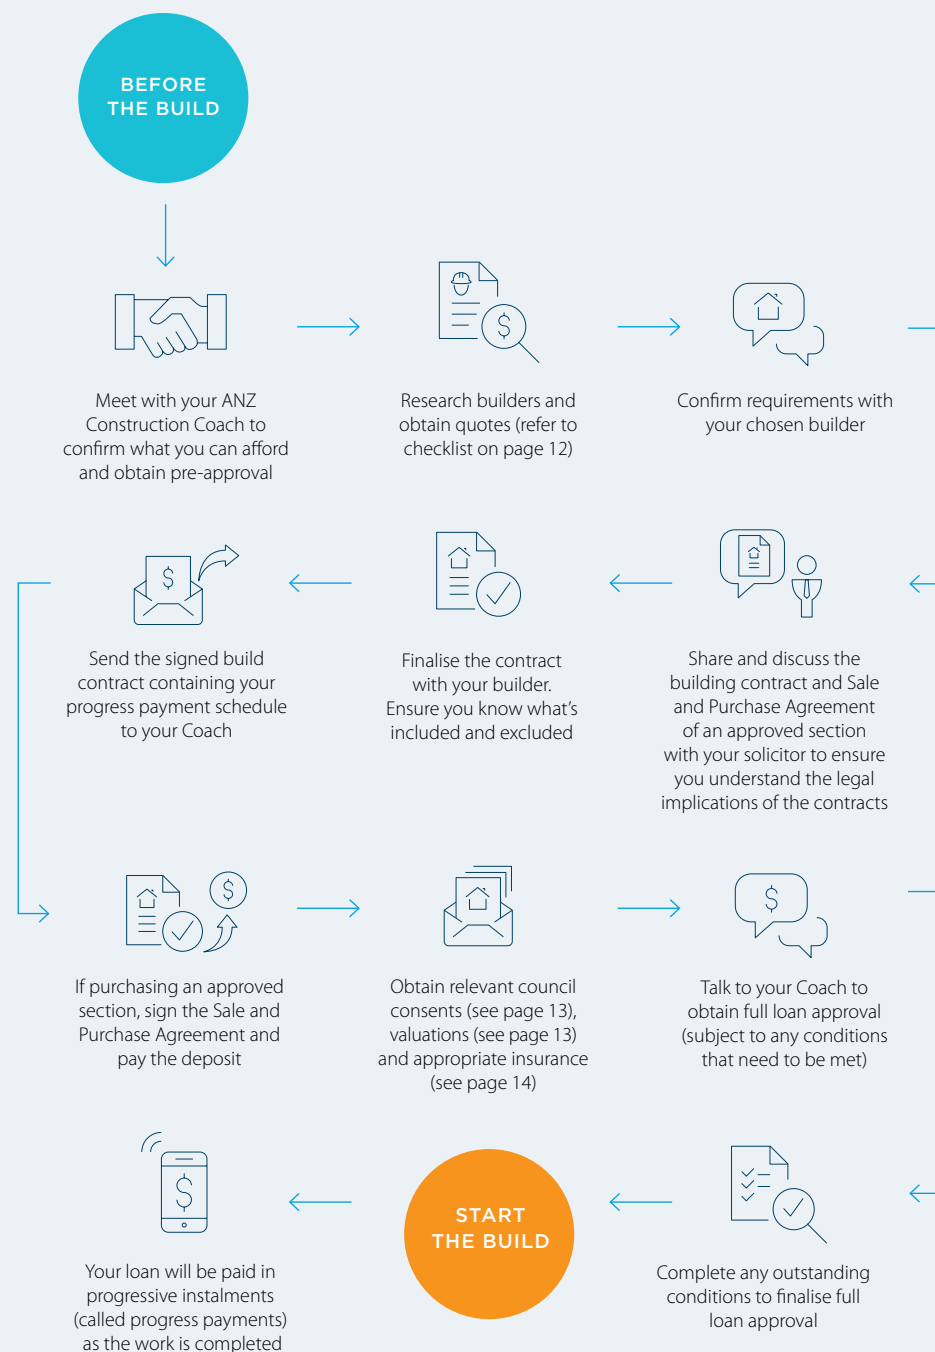 BEFORE
THE BUILD
Meet with your ANZ
Construction Coach to
confirm what you can afford
and obtain pre-approval
Research builders and
obtain quotes (refer to
checklist on page 12)
Confirm requirements with
your chosen builder
Share and discuss the
building contract and Sale
and Purchase Agreement
of an approved section
with your solicitor to ensure
you understand the legal
implications of the contracts
Finalise the contract
with your builder.
Ensure you know what's
included and excluded
Send the signed build
contract containing your
progress payment schedule
to your Coach
If purchasing an approved
section, sign the Sale and
Purchase Agreement and
pay the deposit
Obtain relevant council
consents (see page 13),
valuations (see page 13)
and appropriate insurance
(see page 14)
Talk to your Coach to
obtain full loan approval
(subject to any conditions
that need to be met)
Complete any outstanding
conditions to finalise full
loan approval
START
THE BUILD
Your loan will be paid in
progressive instalments
(called progress payments)
as the work is completed